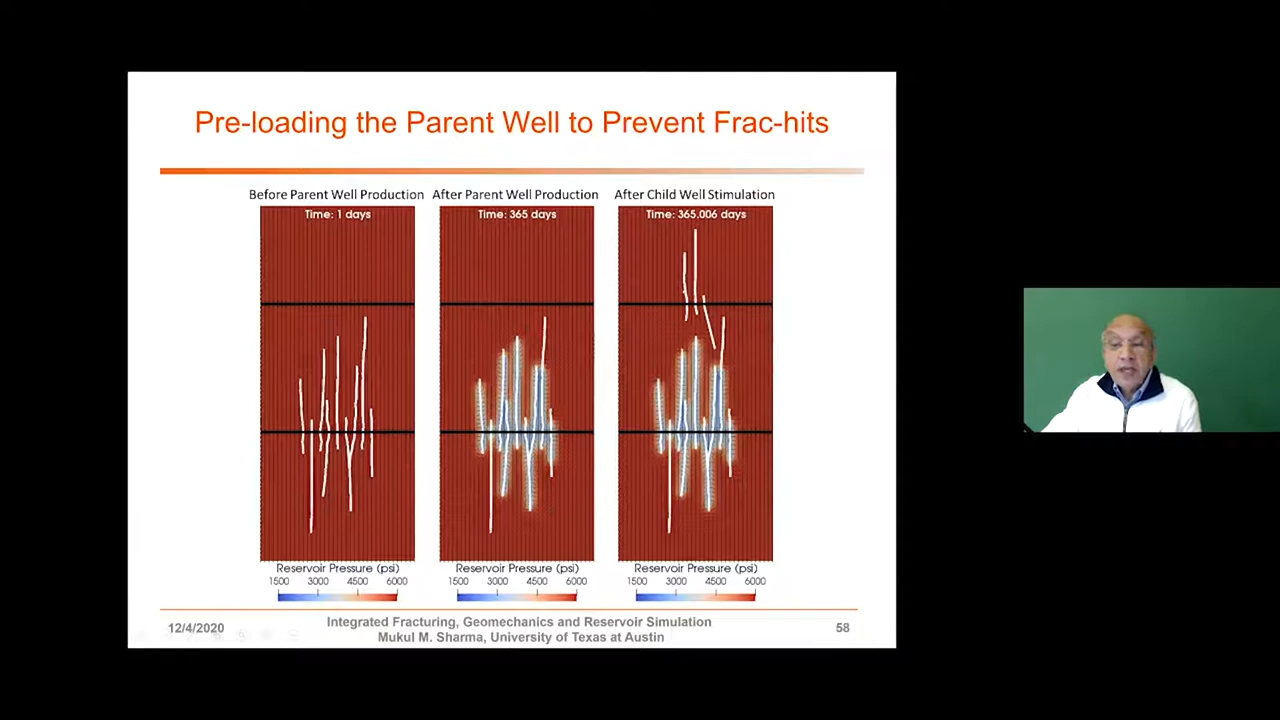 Pre-loading the Parent Well to Prevent Frac-hits
Before Parent Well Production
After Parent Well Production
After Child Well Stimulation
Time: 1 days
Time: 365 days
Time: 365.006 days
Reservoir Pressure (psi)
Reservoir Pressure (psi)
Reservoir Pressure (psi)
1500 3000 4500 6000
1500 3000 4500 6000
1500 3000 4500 6000
12/4/2020
Integrated Fracturing, Geomechanics and Reservoir Simulation
Mukul M. Sharma, University of Texas at Austin
58